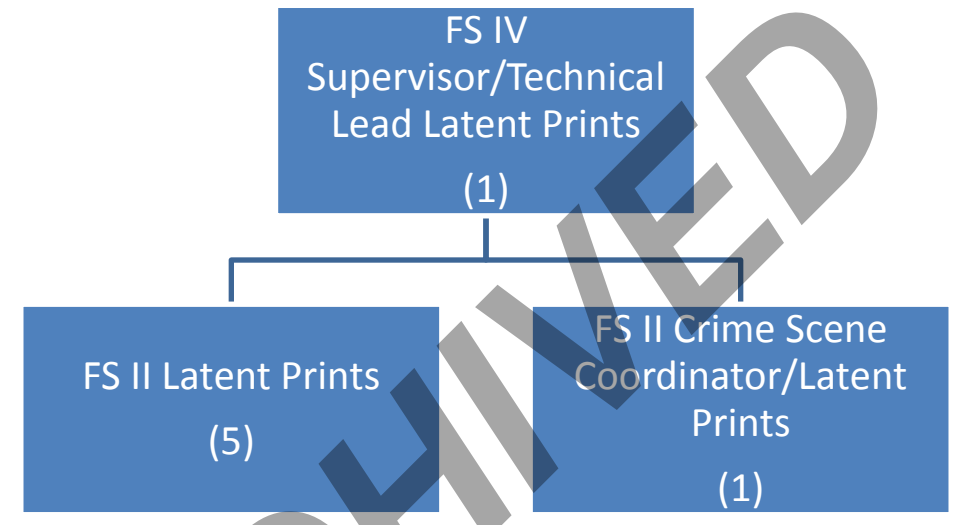 FS IV
Supervisor/Technical
Lead Latent Prints
(1)
FS II Latent Prints
(5)
FS II Crime Scene
Coordinator/Latent
Prints
(1)
HIVED